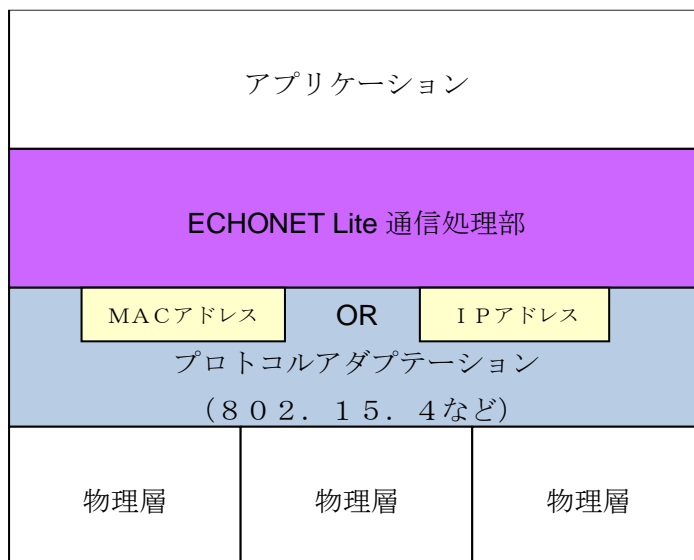 アプリケーション
ECHONET Lite 通信処理部
ＭＡＣアドレス OR ＩＰアドレス
プロトコルアダプテーション
（８０２．１５．４など）
物理層 物理層 物理層